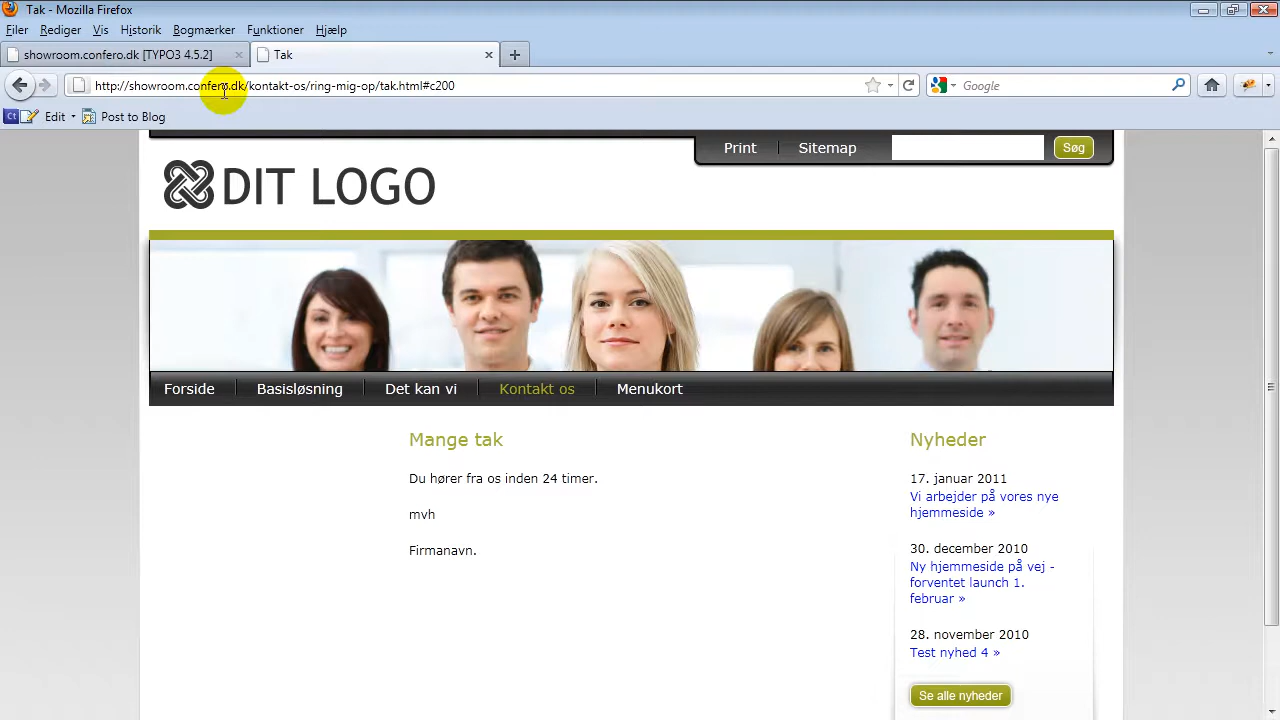 Tak - Mozilla Firefox
Filer Rediger Vis Historik Bogmærker Funktioner Hjælp
showroom.confero.dk [TYPO3 4.5.2] Tak
http://showroom.confero.dk/kontakt-os/ring-mig-op/tak.html#c200 Google
Ct Edit Post to Blog
Print Sitemap Søg
DIT LOGO
Forside Basisløsning Det kan vi Kontakt os Menukort
Mange tak
Du hører fra os inden 24 timer.
mvh
Firmanavn.
Nyheder
17. januar 2011
Vi arbejder på vores nye
hjemmeside »
30. december 2010
Ny hjemmeside på vej -
forventet launch 1.
februar »
28. november 2010
Test nyhed 4 »
Se alle nyheder